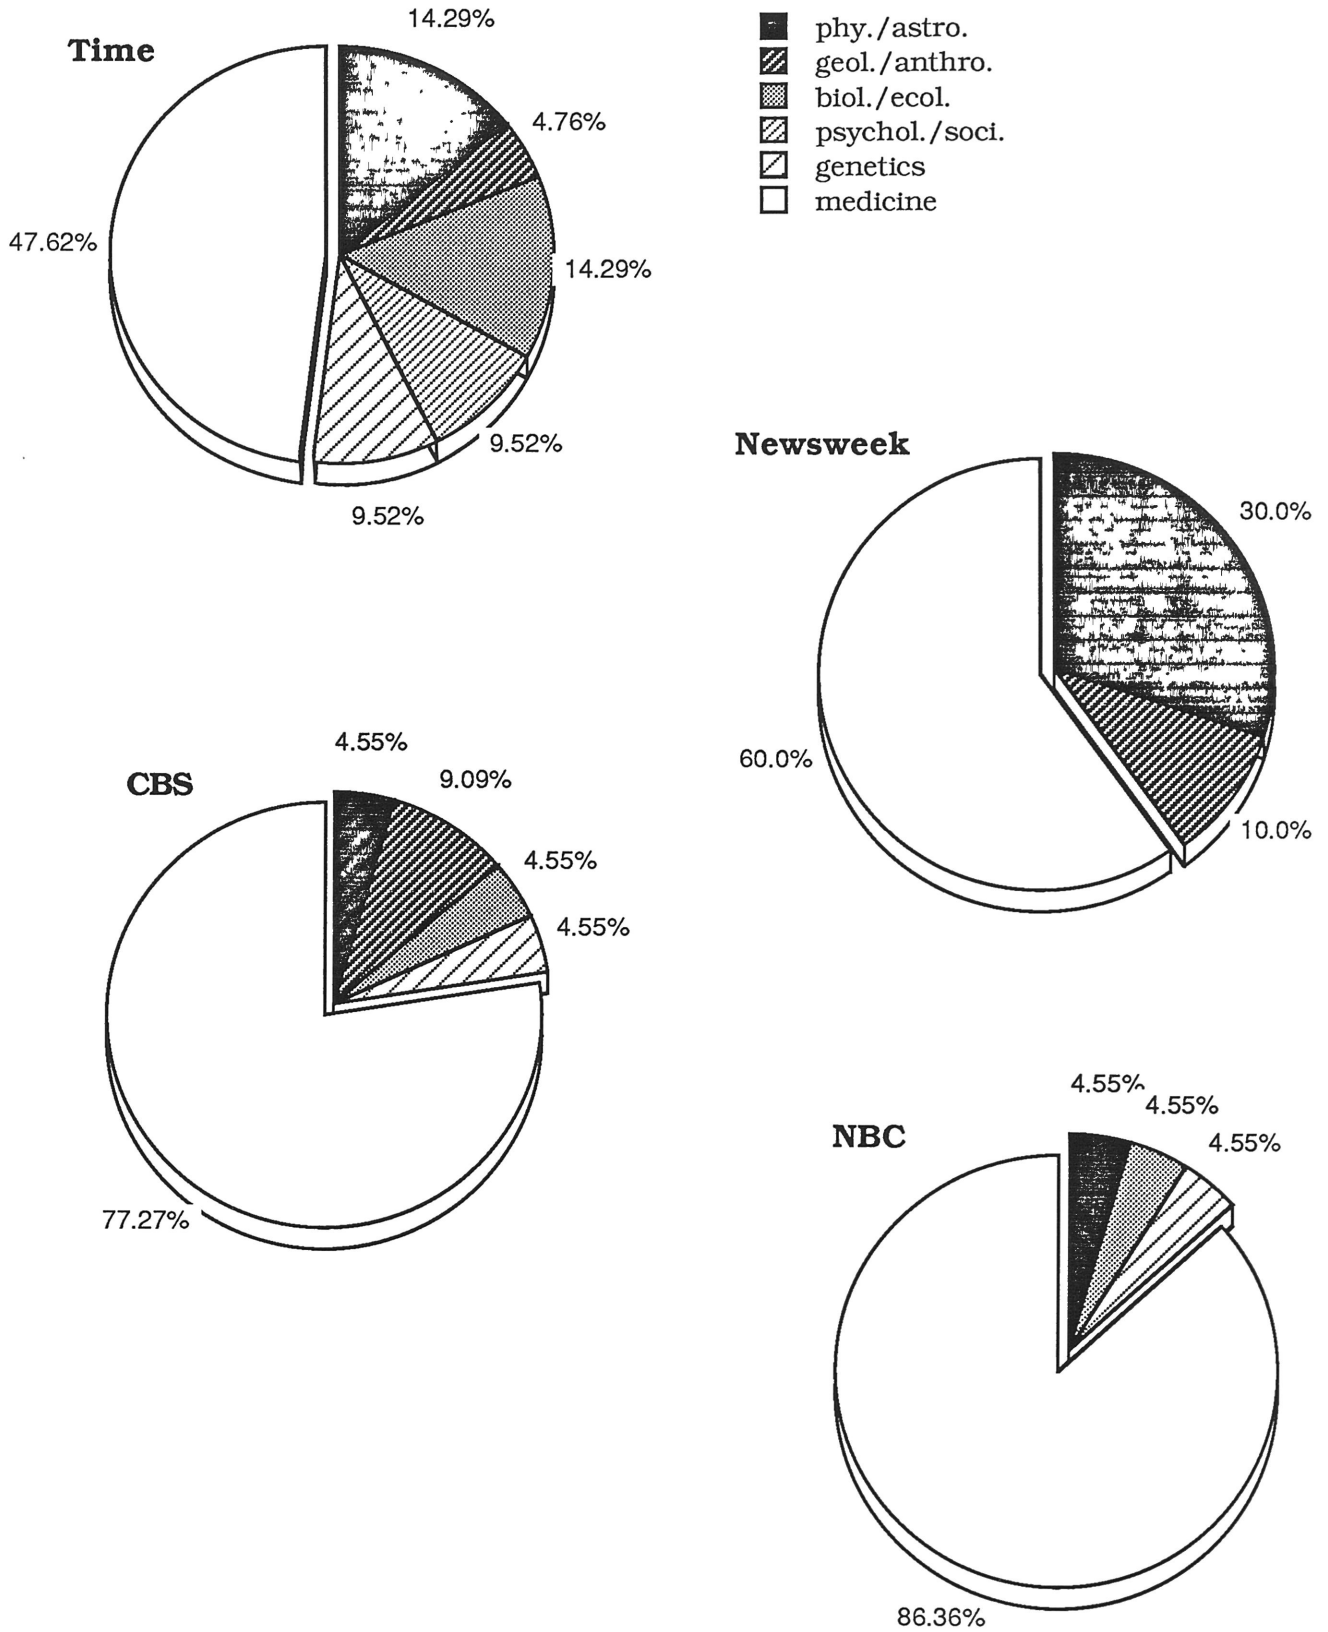 14.29%
Time
4.76%
47.62%
14.29%
9.52%
9.52%
phy./astro.
geol./anthro.
biol./ecol.
psychol./soci.
genetics
medicine
Newsweek
30.0%
60.0%
10.0%
4.55%
CBS
9.09%
4.55%
4.55%
77.27%
4.55%
4.55%
NBC
4.55%
86.36%